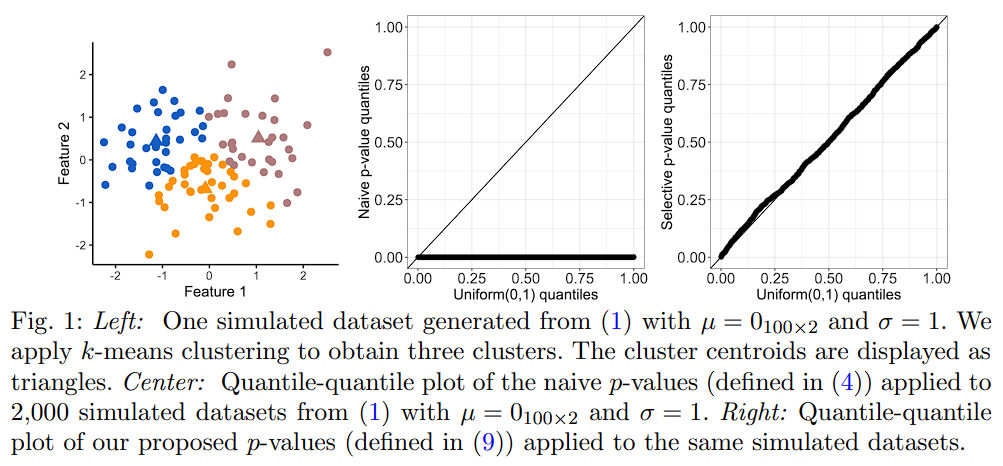 Feature 2
2
1
0
-1
-2
-2
-1
0
1
2
Feature 1
Naive p-value quantiles
1.00
0.75
0.50
0.25
0.00
0.00
0.25
0.50
0.75
1.00
Uniform(0,1) quantiles
Selective p-value quantiles
1.00
0.75
0.50
0.25
0.00
0.00
0.25
0.50
0.75
1.00
Uniform(0,1) quantiles
Fig. 1: Left: One simulated dataset generated from (1) with μ = 0₁₀₀ₓ₂ and σ = 1. We
apply k-means clustering to obtain three clusters. The cluster centroids are displayed as
triangles. Center: Quantile-quantile plot of the naive p-values (defined in (4)) applied to
2,000 simulated datasets from (1) with μ = 0₁₀₀ₓ₂ and σ = 1. Right: Quantile-quantile
plot of our proposed p-values (defined in (9)) applied to the same simulated datasets.